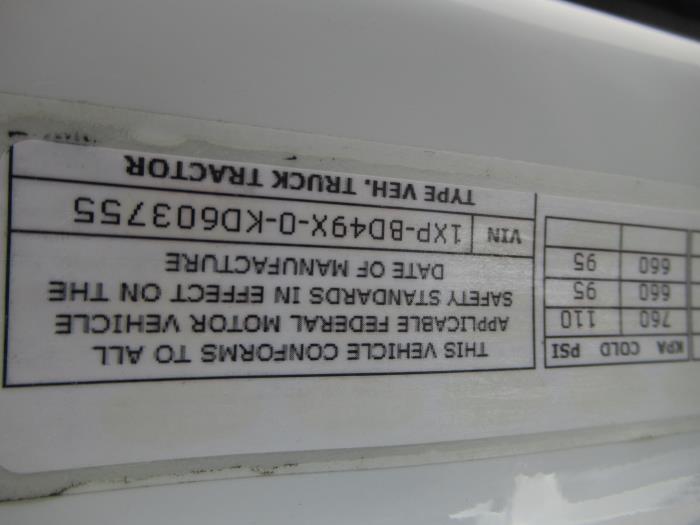 KPA COLD PSI
760 110
660 95
660 95
THIS VEHICLE CONFORMS TO ALL
APPLICABLE FEDERAL MOTOR VEHICLE
SAFETY STANDARDS IN EFFECT ON THE
DATE OF MANUFACTURE
VIN 1XP-BD49X-0-KD603755
TYPE VEH. TRUCK TRACTOR